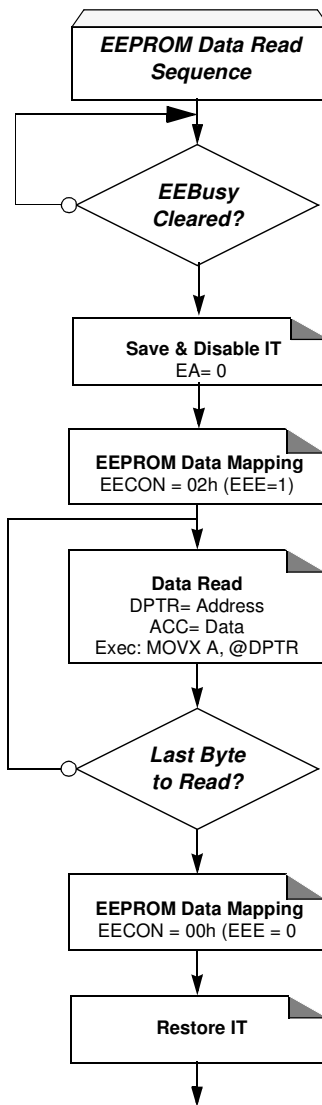 EEPROM Data Read
Sequence
EEBusy
Cleared?
Save & Disable IT
EA= 0
EEPROM Data Mapping
EECON = 02h (EEE=1)
Data Read
DPTR= Address
ACC= Data
Exec: MOVX A, @DPTR
Last Byte
to Read?
EEPROM Data Mapping
EECON = 00h (EEE = 0
Restore IT